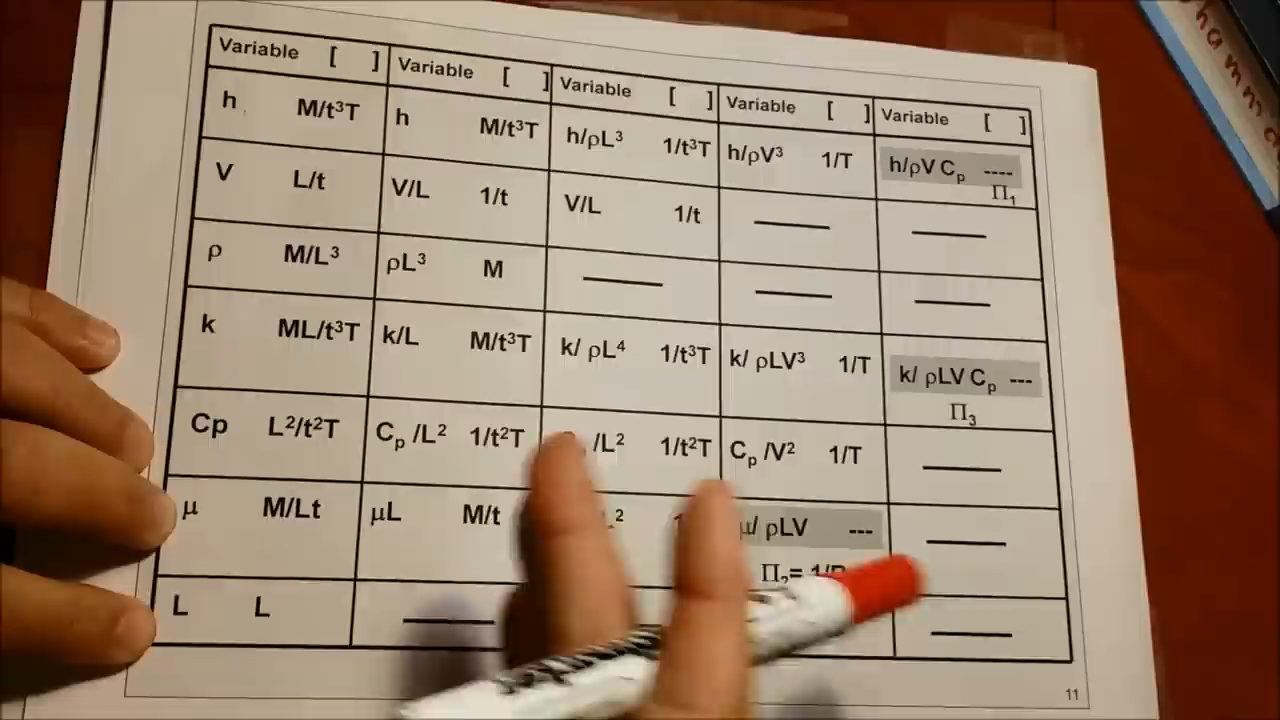 Variable [ ] Variable [ ] Variable [ ] Variable [ ] Variable [ ]
h M/t³T h M/t³T h/ρL³ 1/t³T h/ρV³ 1/T h/ρV Cₚ ----
Π₁
V L/t V/L 1/t V/L 1/t
ρ M/L³ ρL³ M
k ML/t³T k/L M/t³T k/ ρL⁴ 1/t³T k/ ρLV³ 1/T k/ ρLV Cₚ ---
Π₃
Cp L²/t²T Cₚ /L² 1/t²T /L² 1/t²T Cₚ /V² 1/T
μ M/Lt μL M/t μ/ ρLV ---
Π₂= 1/
L L
11